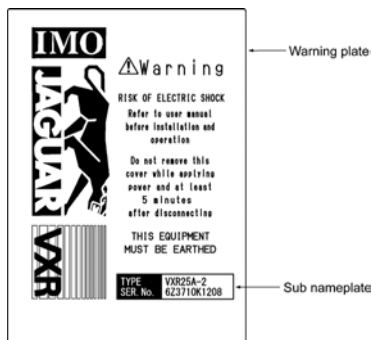 IMO
JAGUAR
VXR
⚠Warning
RISK OF ELECTRIC SHOCK
Refer to user manual
before installation and
operation
Do not remove this
cover while applying
power and at least
5 minutes
after disconnecting
THIS EQUIPMENT
MUST BE EARTHED
TYPE VXR25A-2
SER. No. 6Z3710K1208
Warning plate
Sub nameplate